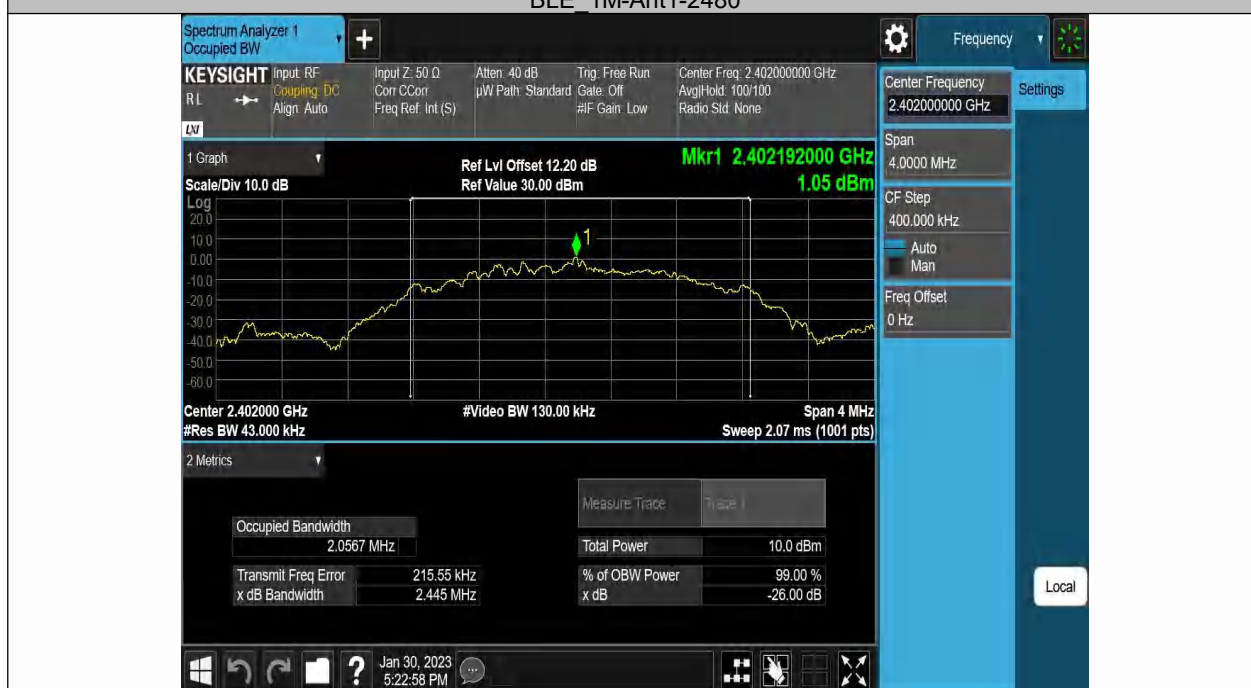 BLE_1M-Ant1-2480
Spectrum Analyzer 1
Occupied BW
+
Frequency
KEYSIGHT
RL
LXI
Input: RF
Coupling: DC
Align: Auto
Input Z: 50 Ω
Corr CCorr
Freq Ref: Int (S)
Atten: 40 dB
µW Path: Standard
Trig: Free Run
Gate: Off
#IF Gain: Low
Center Freq: 2.402000000 GHz
Avg|Hold: 100/100
Radio Std: None
Center Frequency
2.402000000 GHz
Settings
Span
4.0000 MHz
CF Step
400.000 kHz
Auto
Man
Freq Offset
0 Hz
Local
1 Graph
Scale/Div 10.0 dB
Ref Lvl Offset 12.20 dB
Ref Value 30.00 dBm
Mkr1 2.402192000 GHz
1.05 dBm
Log
20.0
10.0
0.00
-10.0
-20.0
-30.0
-40.0
-50.0
-60.0
1
Center 2.402000 GHz
#Res BW 43.000 kHz
#Video BW 130.00 kHz
Span 4 MHz
Sweep 2.07 ms (1001 pts)
2 Metrics
Measure Trace
Trace 1
Occupied Bandwidth
2.0567 MHz
Total Power
10.0 dBm
Transmit Freq Error
215.55 kHz
% of OBW Power
99.00 %
x dB Bandwidth
2.445 MHz
x dB
-26.00 dB
?
Jan 30, 2023
5:22:58 PM